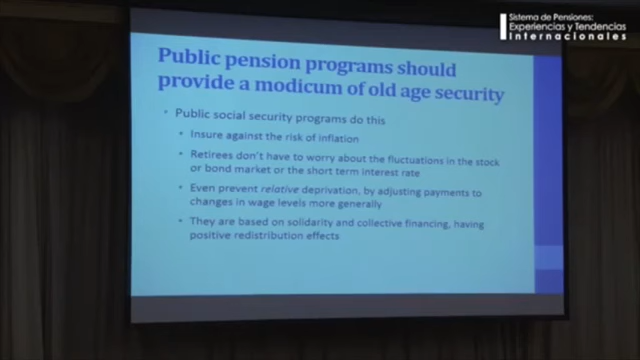 Sistema de Pensiones:
Experiencias y Tendencias
Internacionales
Public pension programs should
provide a modicum of old age security
• Public social security programs do this
• Insure against the risk of inflation
• Retirees don't have to worry about the fluctuations in the stock
or bond market or the short term interest rate
• Even prevent relative deprivation, by adjusting payments to
changes in wage levels more generally
• They are based on solidarity and collective financing, having
positive redistribution effects